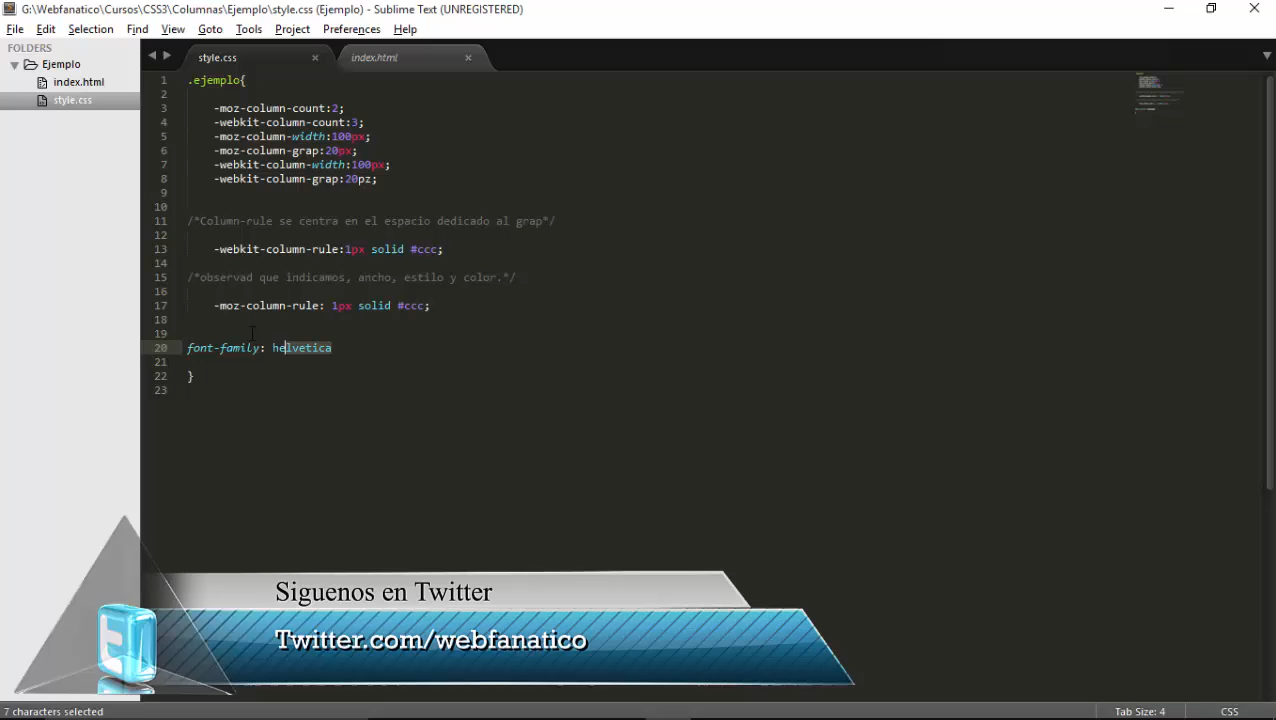 G:\Webfanatico\Cursos\CSS3\Columnas\Ejemplo\style.css (Ejemplo) - Sublime Text (UNREGISTERED)
File Edit Selection Find View Goto Tools Project Preferences Help
FOLDERS
Ejemplo
index.html
style.css
style.css
index.html
1 .ejemplo{
2
3 -moz-column-count:2;
4 -webkit-column-count:3;
5 -moz-column-width:100px;
6 -moz-column-grap:20px;
7 -webkit-column-width:100px;
8 -webkit-column-grap:20pz;
9
10
11 /*Column-rule se centra en el espacio dedicado al grap*/
12
13 -webkit-column-rule:1px solid #ccc;
14
15 /*observad que indicamos, ancho, estilo y color.*/
16
17 -moz-column-rule: 1px solid #ccc;
18
19
20 font-family: helvetica
21
22 }
23
Siguenos en Twitter
Twitter.com/webfanatico
7 characters selected
Tab Size: 4
CSS